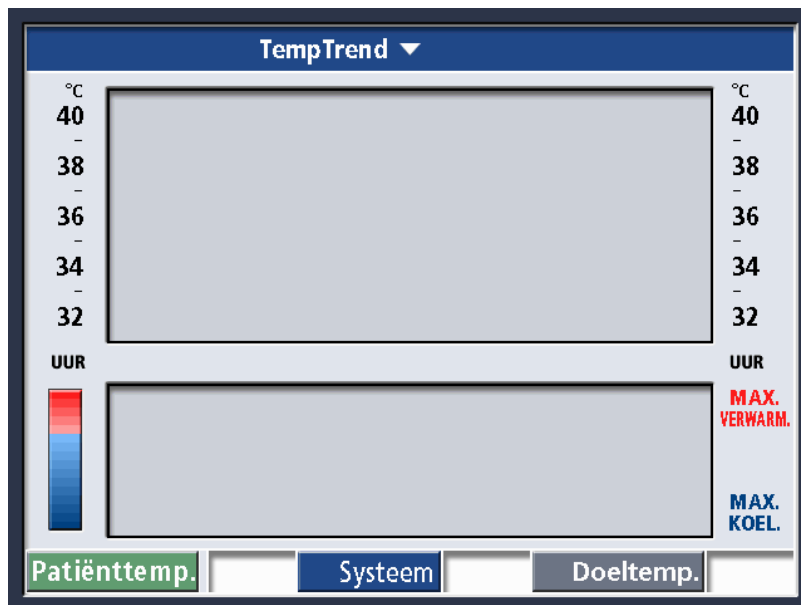 TempTrend
°C °C
40 40
38 38
36 36
34 34
32 32
UUR UUR
MAX.
VERWARM.
MAX.
KOEL.
Patiënttemp. Systeem Doeltemp.